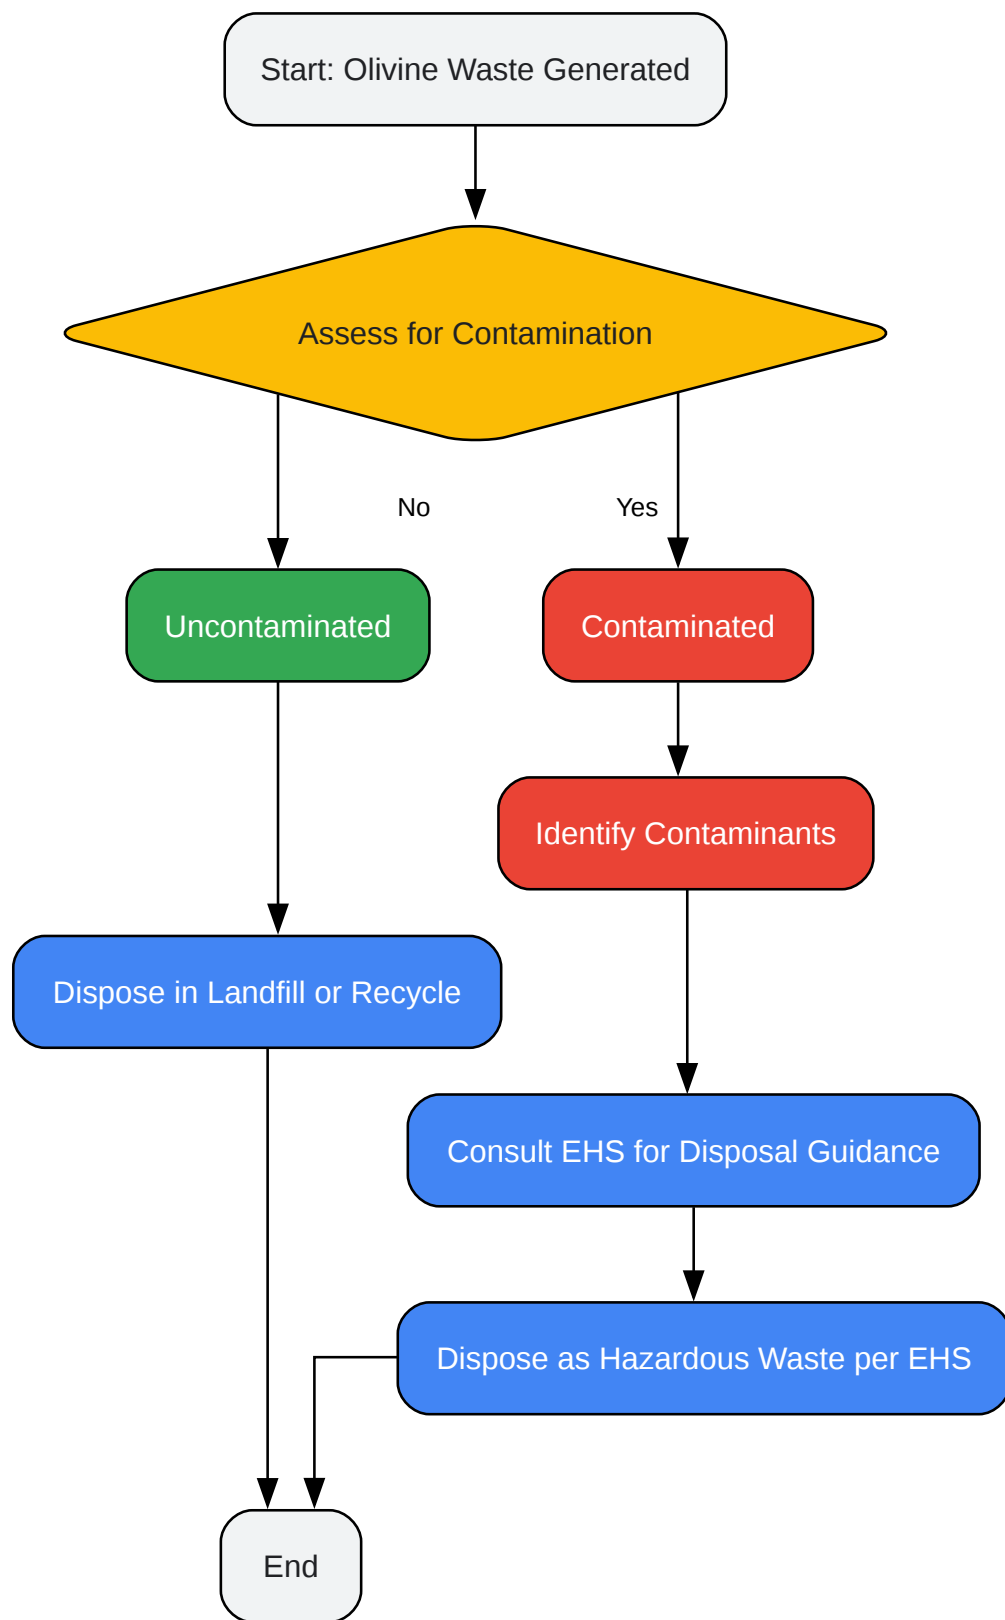 Start: Olivine Waste Generated
Assess for Contamination
No
Yes
Uncontaminated
Contaminated
Identify Contaminants
Dispose in Landfill or Recycle
Consult EHS for Disposal Guidance
Dispose as Hazardous Waste per EHS
End